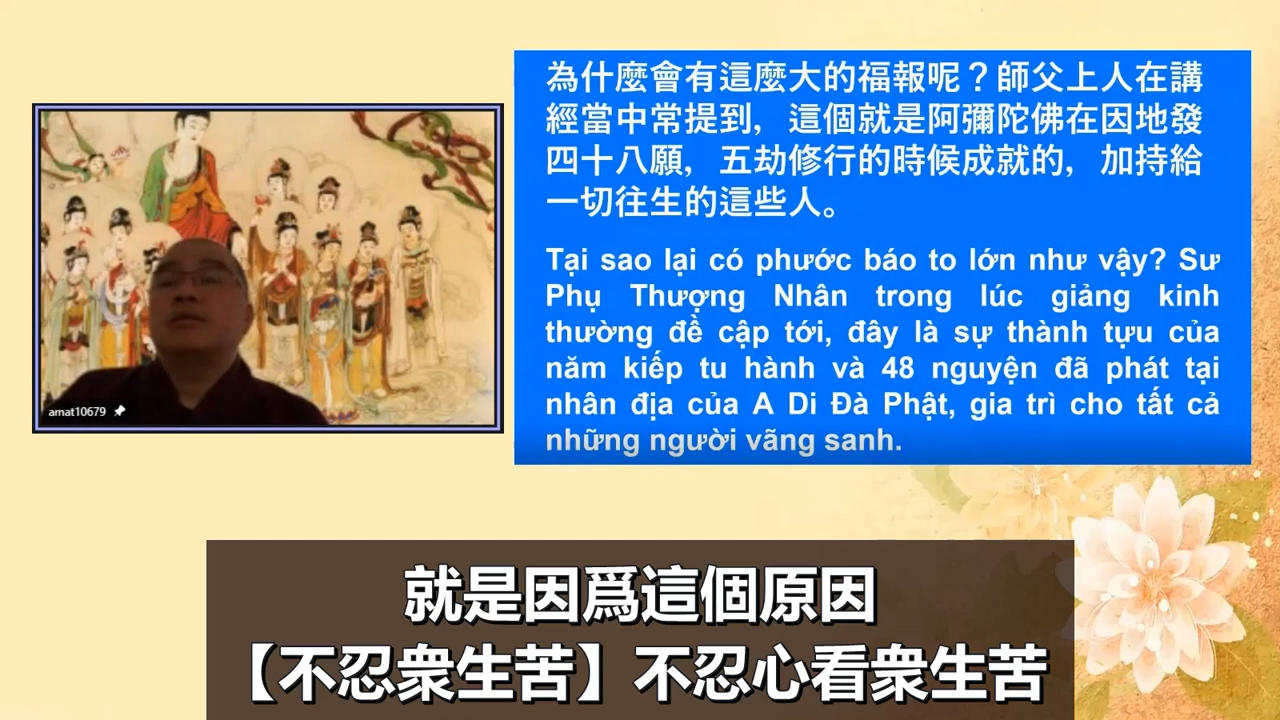 為什麼會有這麼大的福報呢？師父上人在講
經當中常提到，這個就是阿彌陀佛在因地發
四十八願，五劫修行的時候成就的，加持給
一切往生的這些人。
Tại sao lại có phước báo to lớn như vậy? Sư
Phụ Thượng Nhân trong lúc giảng kinh
thường đề cập tới, đây là sự thành tựu của
năm kiếp tu hành và 48 nguyện đã phát tại
nhân địa của A Di Đà Phật, gia trì cho tất cả
những người vãng sanh.
amat10679
就是因爲這個原因
【不忍衆生苦】不忍心看衆生苦